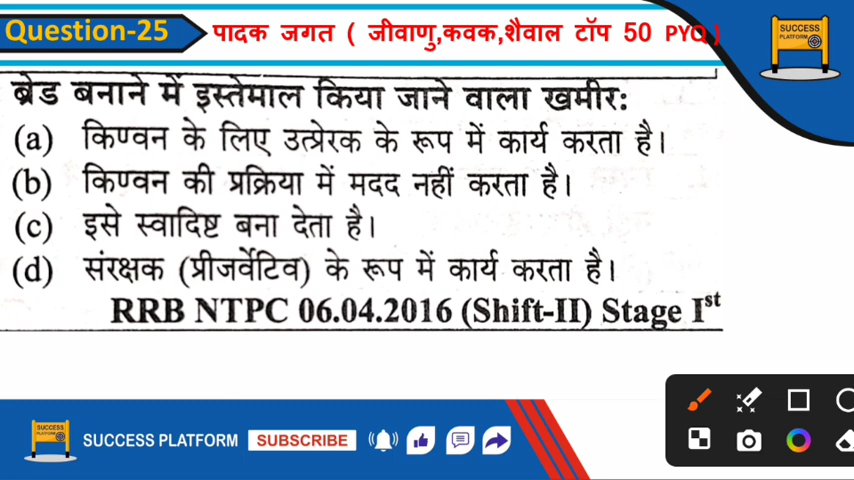 Question-25
पादक जगत ( जीवाणु,कवक,शैवाल टॉप 50 PYQ )
SUCCESS
PLATFORM
ब्रेड बनाने में इस्तेमाल किया जाने वाला खमीर:
(a) किण्वन के लिए उत्प्रेरक के रूप में कार्य करता है।
(b) किण्वन की प्रक्रिया में मदद नहीं करता है।
(c) इसे स्वादिष्ट बना देता है।
(d) संरक्षक (प्रीजर्वेटिव) के रूप में कार्य करता है।
RRB NTPC 06.04.2016 (Shift-II) Stage Ist
SUCCESS
PLATFORM
SUCCESS PLATFORM
SUBSCRIBE